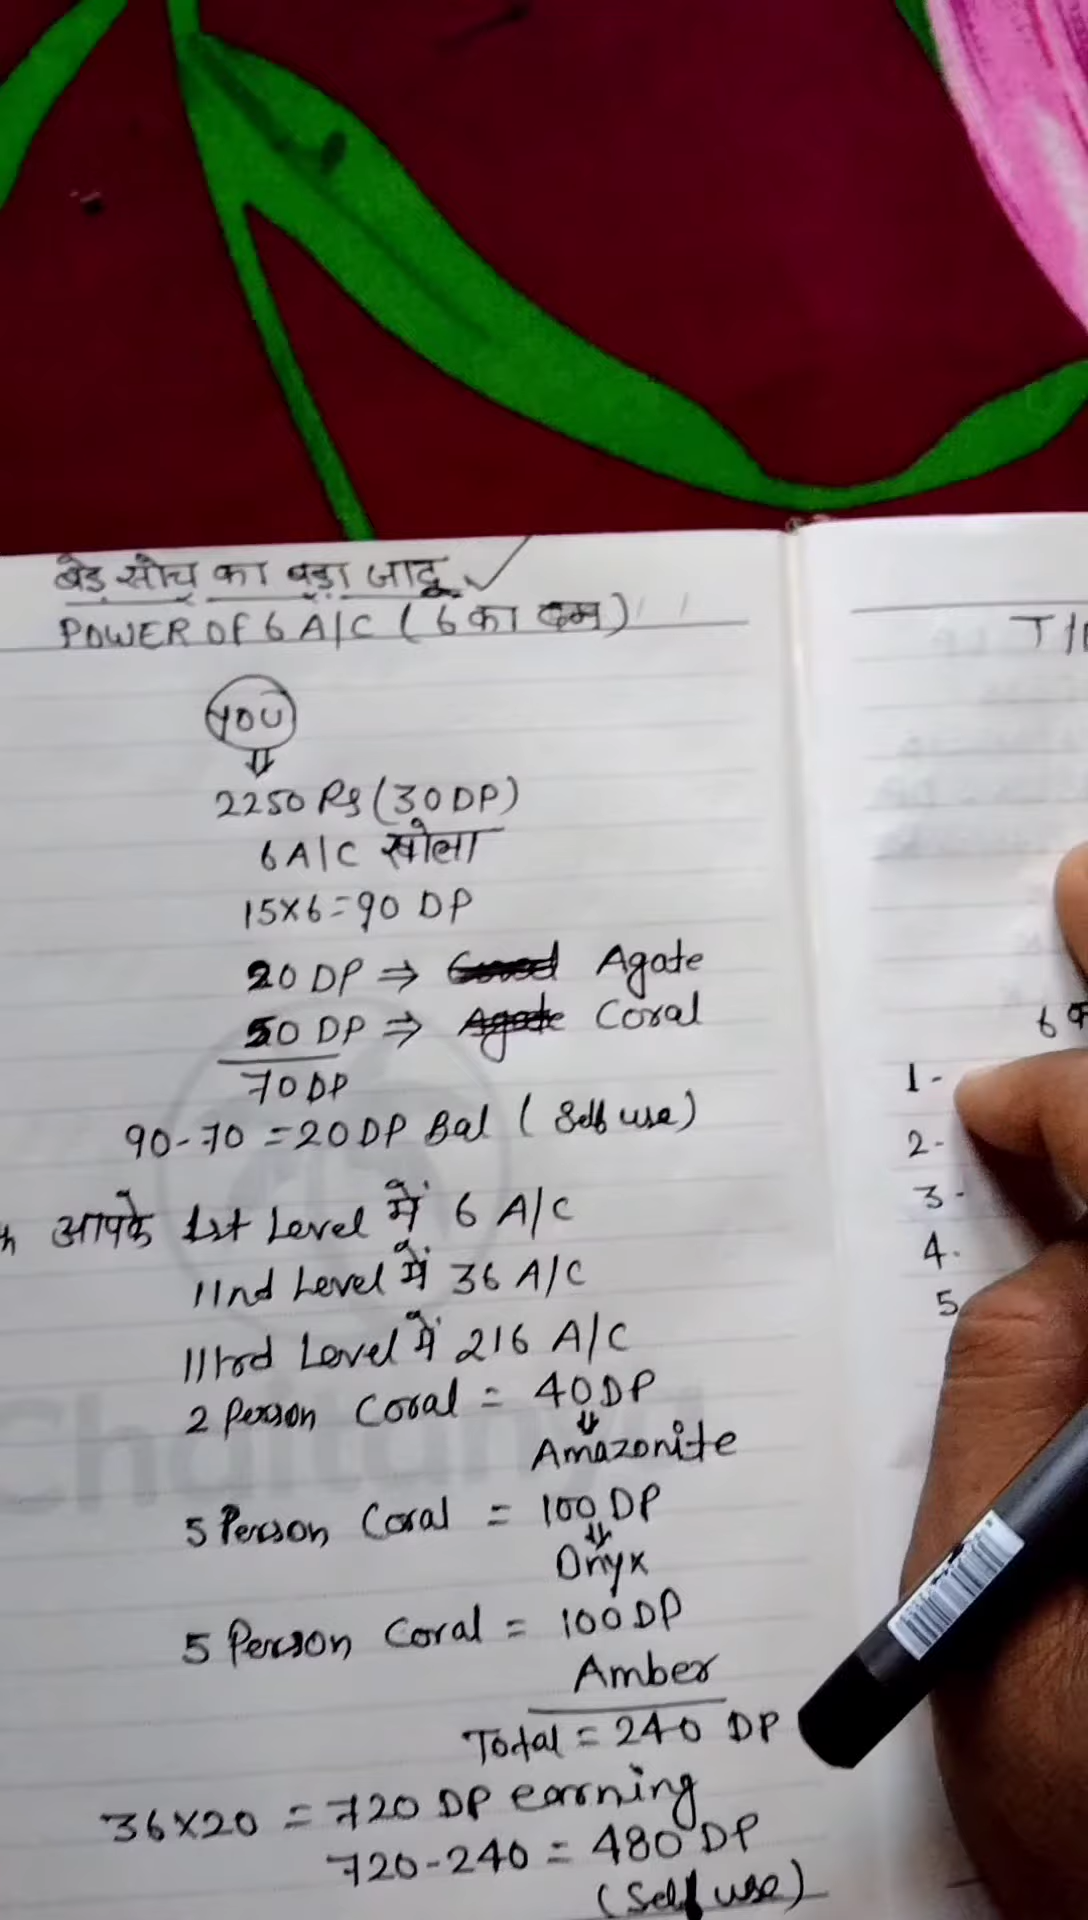 बेड़ सोच का बड़ा जादू ✓
POWER OF 6 A/C ( 6 का दम )
YOU
⇓
2250 Rs (30 DP)
6 A/C खोला
15×6=90 DP
20 DP ⇒ Agate
50 DP ⇒ Coral
70 DP
90-70 = 20 DP Bal ( Self use)
आपके 1st Level में 6 A/C
IInd Level में 36 A/C
IIIrd Level में 216 A/C
2 Person Coral = 40 DP
⇓
Amazonite
5 Person Coral = 100 DP
⇓
Onyx
5 Person Coral = 100 DP
Amber
Total = 240 DP
36×20 = 720 DP earning
720-240 = 480 DP
(Self use)
6
1-
2-
3-
4.
5